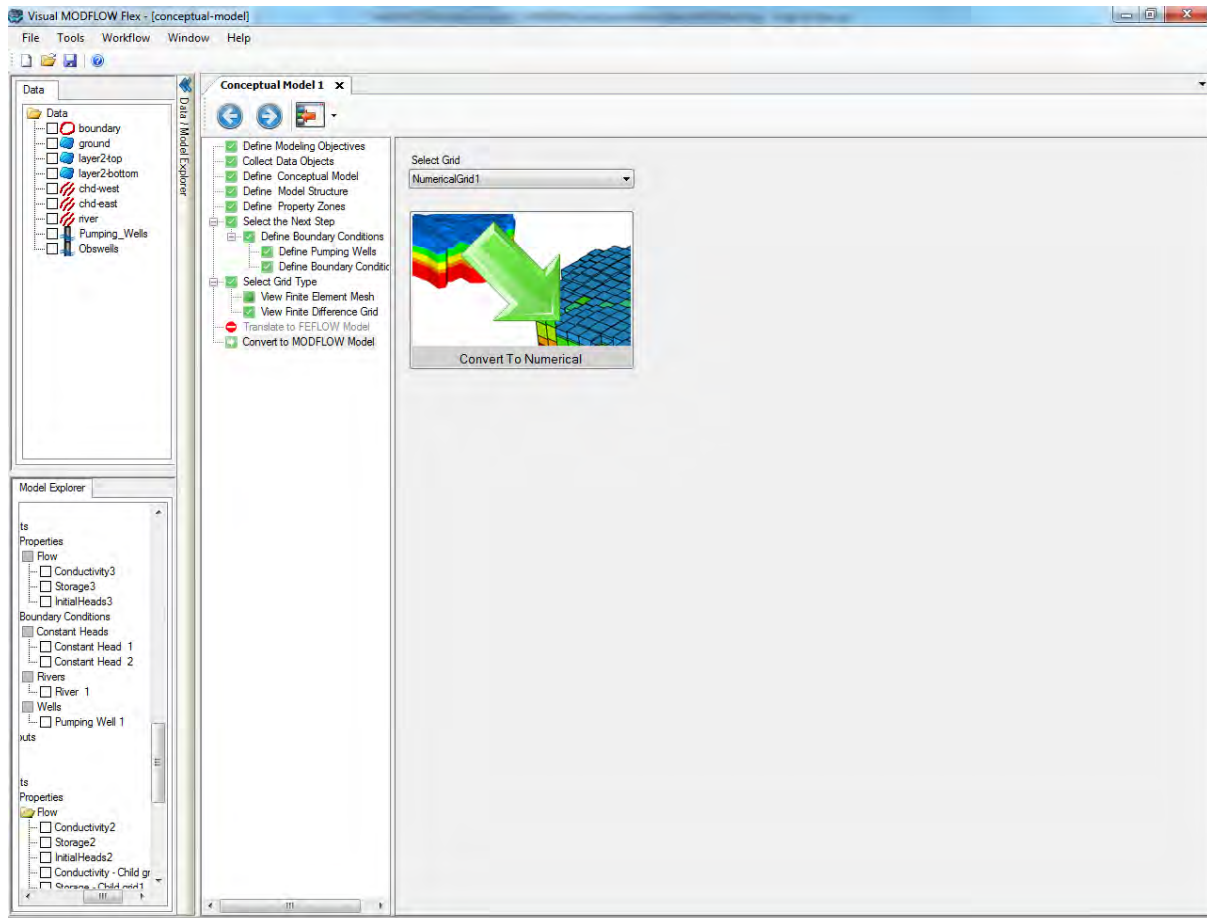 Visual MODFLOW Flex - [conceptual-model]
File Tools Workflow Window Help
Data
Data
boundary
ground
layer2-top
layer2-bottom
chd-west
chd-east
river
Pumping_Wells
Obswells
Data / Model Explorer
Model Explorer
ts
Properties
Flow
Conductivity3
Storage3
InitialHeads3
Boundary Conditions
Constant Heads
Constant Head 1
Constant Head 2
Rivers
River 1
Wells
Pumping Well 1
outs
ts
Properties
Flow
Conductivity2
Storage2
InitialHeads2
Conductivity - Child gr
Storage - Child grid1
Conceptual Model 1
Define Modeling Objectives
Collect Data Objects
Define Conceptual Model
Define Model Structure
Define Property Zones
Select the Next Step
Define Boundary Conditions
Define Pumping Wells
Define Boundary Conditic
Select Grid Type
View Finite Element Mesh
View Finite Difference Grid
Translate to FEFLOW Model
Convert to MODFLOW Model
Select Grid
NumericalGrid1
Convert To Numerical